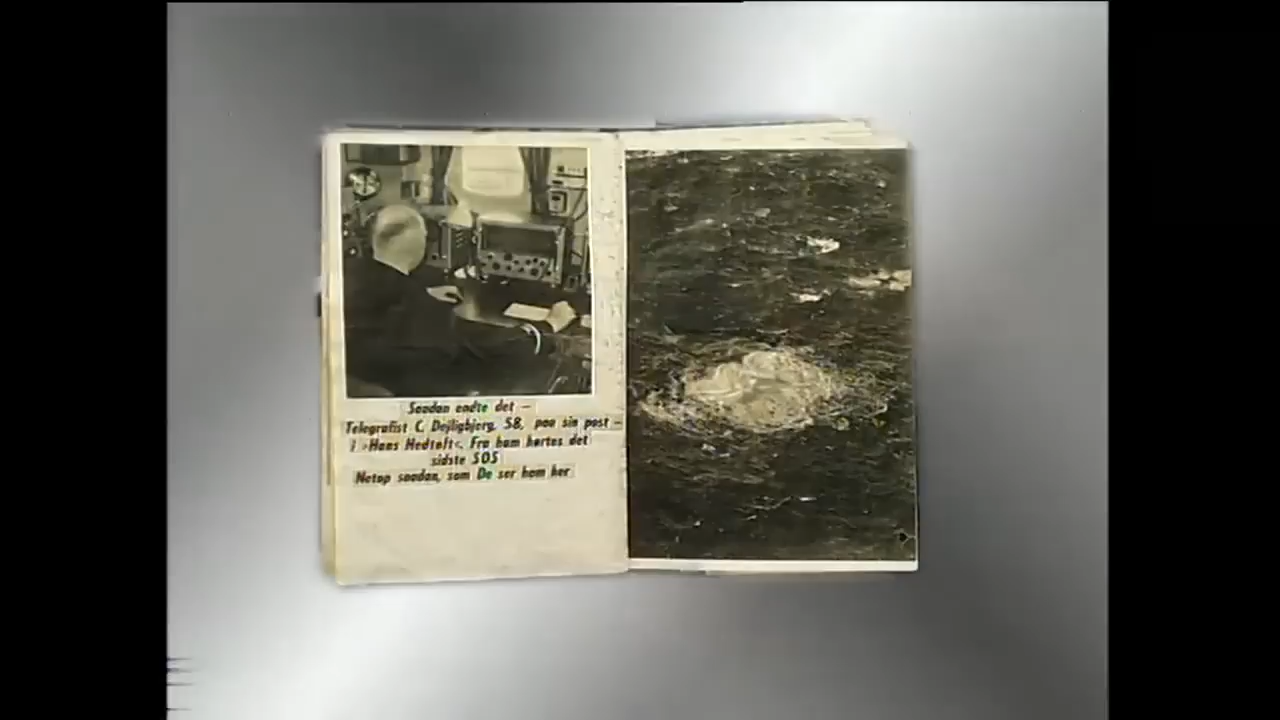 Saadan endte det —
Telegrafist C. Dejligbjerg, 58, paa sin post —
i »Hans Hedtoft«. Fra ham hørtes det
sidste SOS
Netop saadan, som De ser ham her